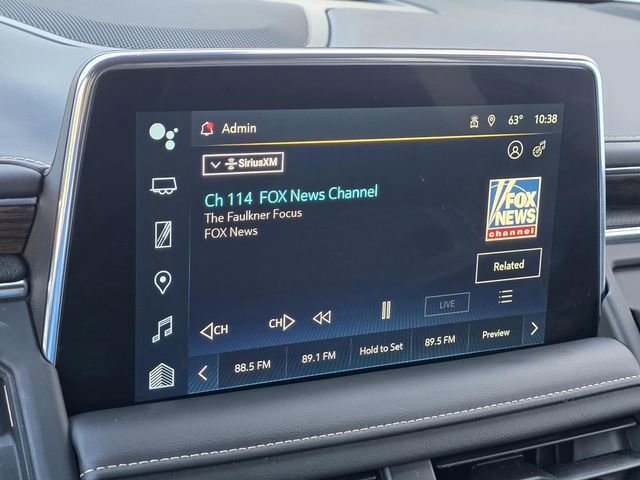 Admin
63° 10:38
SiriusXM
Ch 114 FOX News Channel
The Faulkner Focus
FOX News
FOX
NEWS
channel
Related
CH
CH
LIVE
88.5 FM
89.1 FM
Hold to Set
89.5 FM
Preview